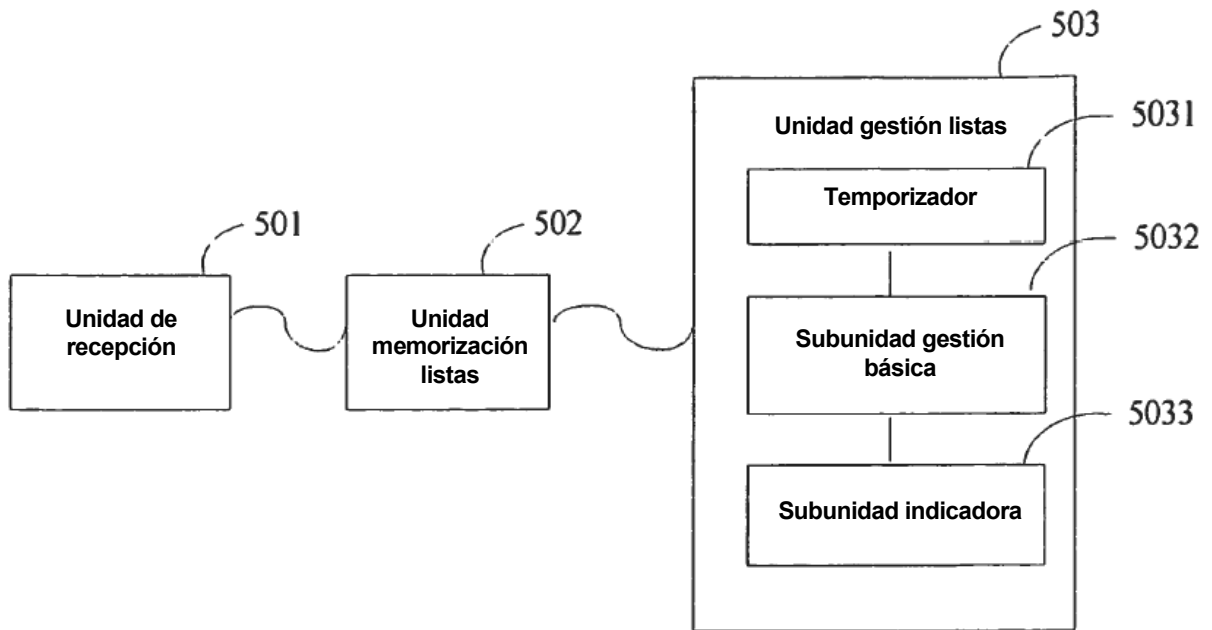 503
Unidad gestión listas
5031
Temporizador
5032
Subunidad gestión
básica
5033
Subunidad indicadora
501
Unidad de
recepción
502
Unidad
memorización
listas